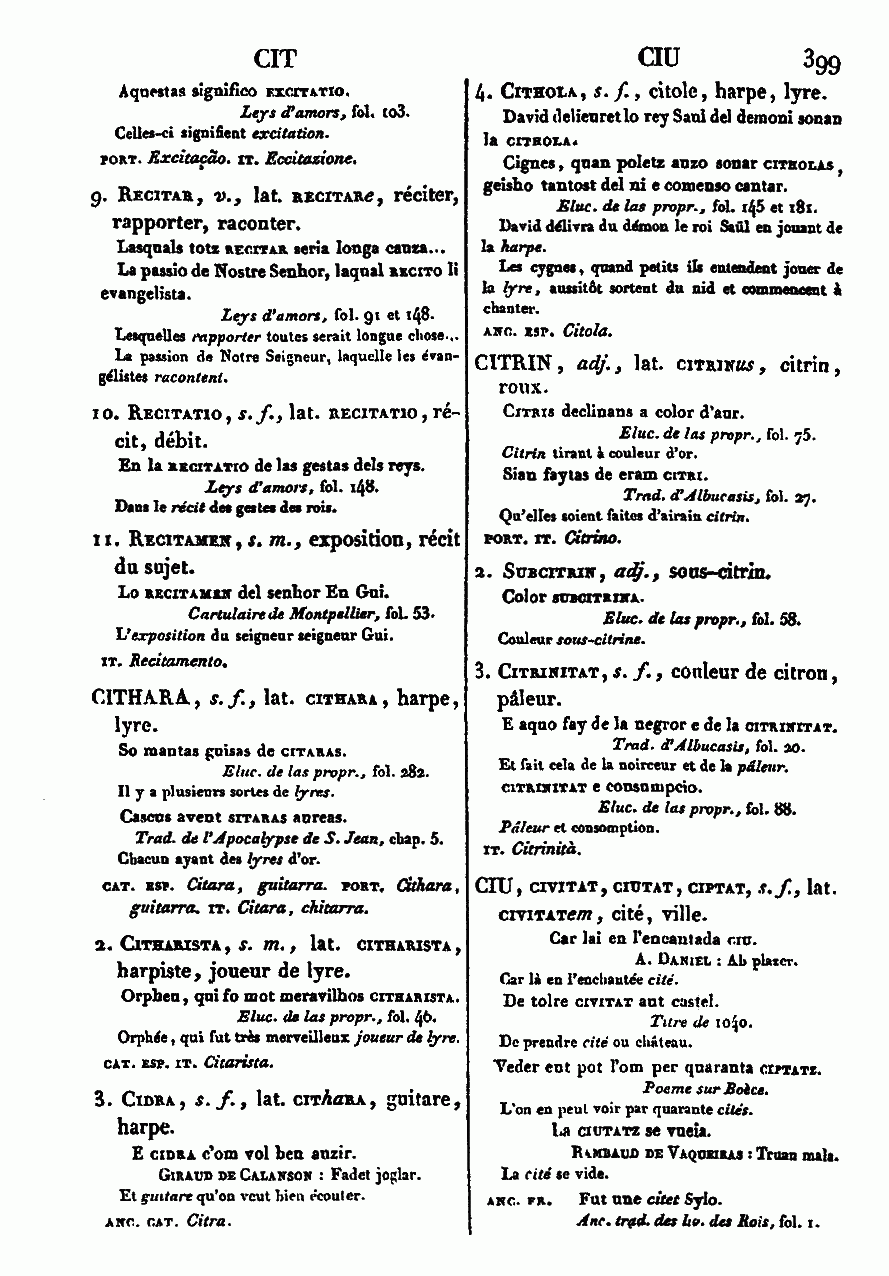 CIT
CIU
399
Aquestas significo EXCITATIO.
Leys d'amors, fol. 103.
Celles-ci signifient excitation.
PORT. Excitação. IT. Eccitazione.
9. RECITAR, v., lat. RECITARe, réciter,
rapporter, raconter.
Lasquals totz RECITAR seria longa cauza...
La passio de Nostre Senhor, laqual RECITO li
evangelista.
Leys d'amors, fol. 91 et 148.
Lesquelles rapporter toutes serait longue chose...
La passion de Notre Seigneur, laquelle les évan-
gélistes racontent.
10. RECITATIO, s. f., lat. RECITATIO, ré-
cit, débit.
En la RECITATIO de las gestas dels reys.
Leys d'amors, fol. 148.
Dans le récit des gestes des rois.
11. RECITAMEN, s. m., exposition, récit
du sujet.
Lo RECITAMEN del senhor En Gui.
Cartulaire de Montpellier, fol. 53.
L'exposition du seigneur seigneur Gui.
IT. Recitamento.
CITHARA, s. f., lat. CITHARA, harpe,
lyre.
So mantas guisas de CITARAS.
Eluc. de las propr., fol. 282.
Il y a plusieurs sortes de lyres.
Cascus avent SITARAS aureas.
Trad. de l'Apocalypse de S. Jean, chap. 5.
Chacun ayant des lyres d'or.
CAT. ESP. Citara, guitarra. PORT. Cithara,
guitarra. IT. Citara, chitarra.
2. CITHARISTA, s. m., lat. CITHARISTA,
harpiste, joueur de lyre.
Orpheu, qui fo mot meravilhos CITHARISTA.
Eluc. de las propr., fol. 46.
Orphée, qui fut très merveilleux joueur de lyre.
CAT. ESP. IT. Citarista.
3. CIDRA, s. f., lat. CIThaRA, guitare,
harpe.
E CIDRA c'om vol ben auzir.
GIRAUD DE CALANSON : Fadet joglar.
Et guitare qu'on veut bien écouter.
ANC. CAT. Citra.
4. CITHOLA, s. f., citole, harpe, lyre.
David delieuret lo rey Saul del demoni sonan
la CITHOLA.
Cignes, quan poletz auzo sonar CITHOLAS,
geisho tantost del ni e comenso cantar.
Eluc. de las propr., fol. 145 et 181.
David délivra du démon le roi Saül en jouant de
la harpe.
Les cygnes, quand petits ils entendent jouer de
la lyre, aussitôt sortent du nid et commencent à
chanter.
ANC. ESP. Citola.
CITRIN, adj., lat. CITRINus, citrin,
roux.
CITRIS declinans a color d'aur.
Eluc. de las propr., fol. 75.
Citrin tirant à couleur d'or.
Sian faytas de eram CITRI.
Trad. d'Albucasis, fol. 27.
Qu'elles soient faites d'airain citrin.
PORT. IT. Citrino.
2. SUBCITRIN, adj., sous-citrin.
Color SUBCITRINA.
Eluc. de las propr., fol. 58.
Couleur sous-citrine.
3. CITRINITAT, s. f., couleur de citron,
pâleur.
E aquo fay de la negror e de la CITRINITAT.
Trad. d'Albucasis, fol. 20.
Et fait cela de la noirceur et de la pâleur.
CITRINITAT e consumpcio.
Eluc. de las propr., fol. 88.
Pâleur et consomption.
IT. Citrinità.
CIU, CIVITAT, CIUTAT, CIPTAT, s. f., lat.
CIVITATem, cité, ville.
Car lai en l'encantada CIU.
A. DANIEL : Ab plazer.
Car là en l'enchantée cité.
De tolre CIVITAT aut castel.
Titre de 1040.
De prendre cité ou château.
Veder ent pot l'om per quaranta CIPTATZ.
Poeme sur Boèce.
L'on en peut voir par quarante cités.
La CIUTATZ se vueia.
RAMBAUD DE VAQUEIRAS : Truan mala.
La cité se vide.
ANC. FR. Fut une citet Sylo.
Anc. trad. des liv. des Rois, fol. 1.